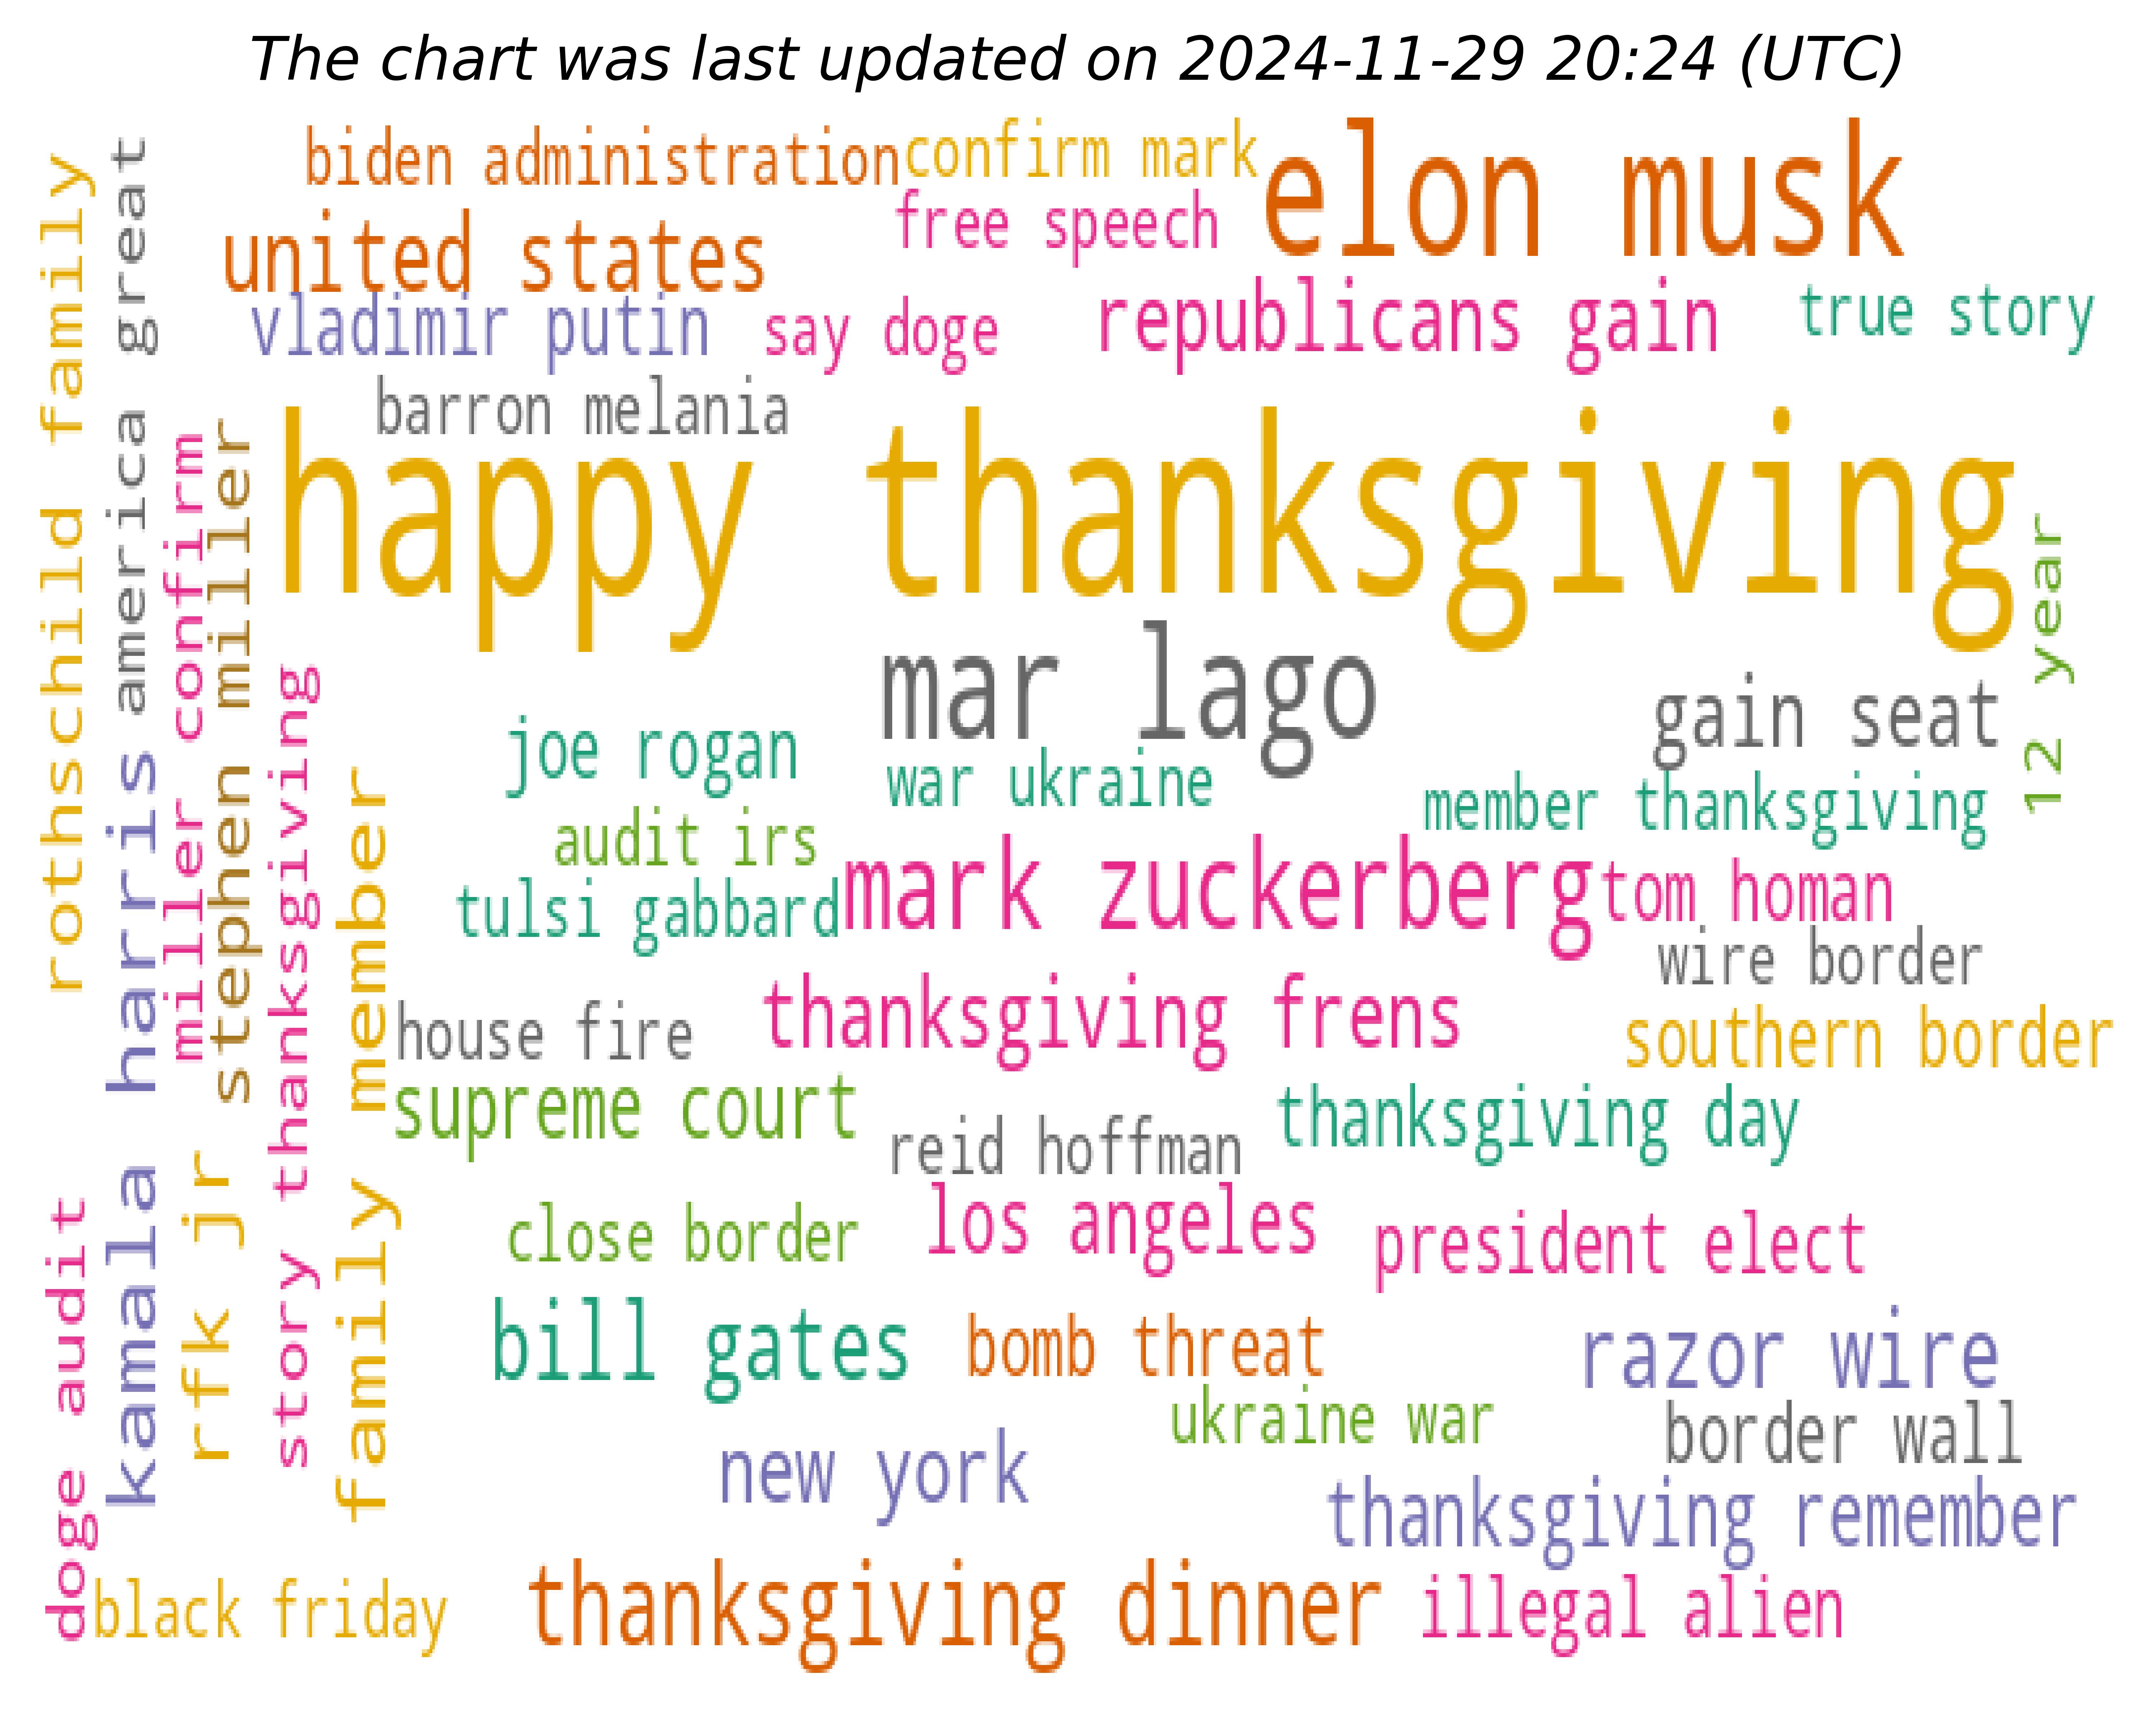 The chart was last updated on 2024-11-29 20:24 (UTC)
biden administration
confirm mark
elon musk
free speech
united states
vladimir putin
say doge
republicans gain
true story
barron melania
happy thanksgiving
mar lago
gain seat
12 year
joe rogan
war ukraine
member thanksgiving
audit irs
mark zuckerberg
tom homan
tulsi gabbard
wire border
thanksgiving frens
house fire
southern border
supreme court
thanksgiving day
reid hoffman
los angeles
close border
president elect
bill gates
bomb threat
razor wire
ukraine war
border wall
new york
thanksgiving remember
black friday
thanksgiving dinner
illegal alien
rothschild family
america great
miller confirm
stephen miller
kamala harris
story thanksgiving
family member
rfk jr
doge audit